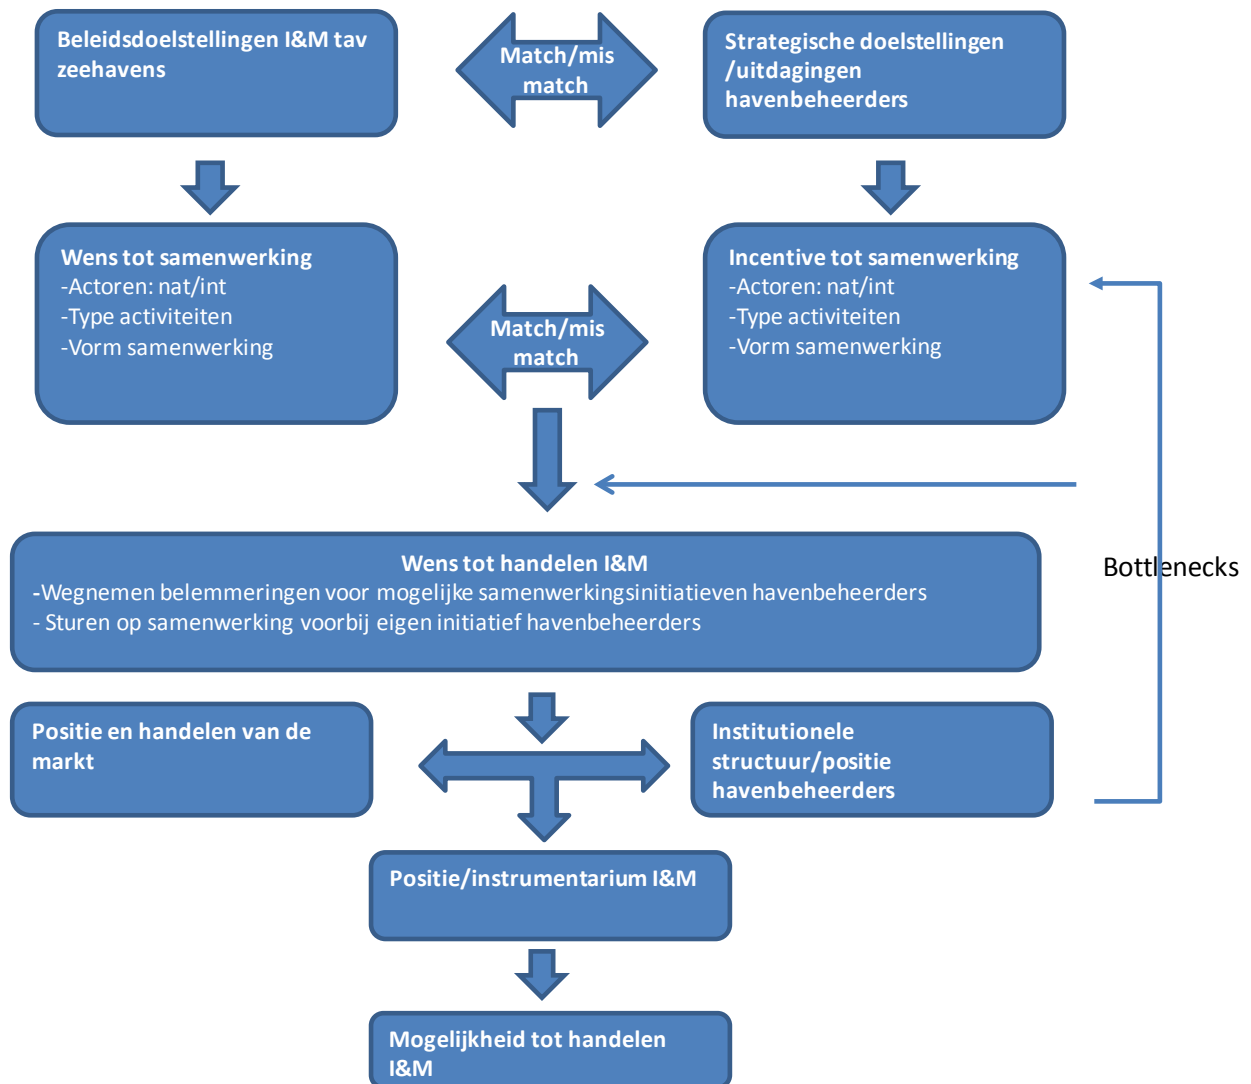 Beleidsdoelstellingen I&M tav
zeehavens
Match/mis
match
Strategische doelstellingen
/uitdagingen
havenbeheerders
Wens tot samenwerking
-Actoren: nat/int
-Type activiteiten
-Vorm samenwerking
Match/mis
match
Incentive tot samenwerking
-Actoren: nat/int
-Type activiteiten
-Vorm samenwerking
Wens tot handelen I&M
-Wegnemen belemmeringen voor mogelijke samenwerkingsinitiatieven havenbeheerders
- Sturen op samenwerking voorbij eigen initiatief havenbeheerders
Bottlenecks
Positie en handelen van de
markt
Institutionele
structuur/positie
havenbeheerders
Positie/instrumentarium I&M
Mogelijkheid tot handelen
I&M